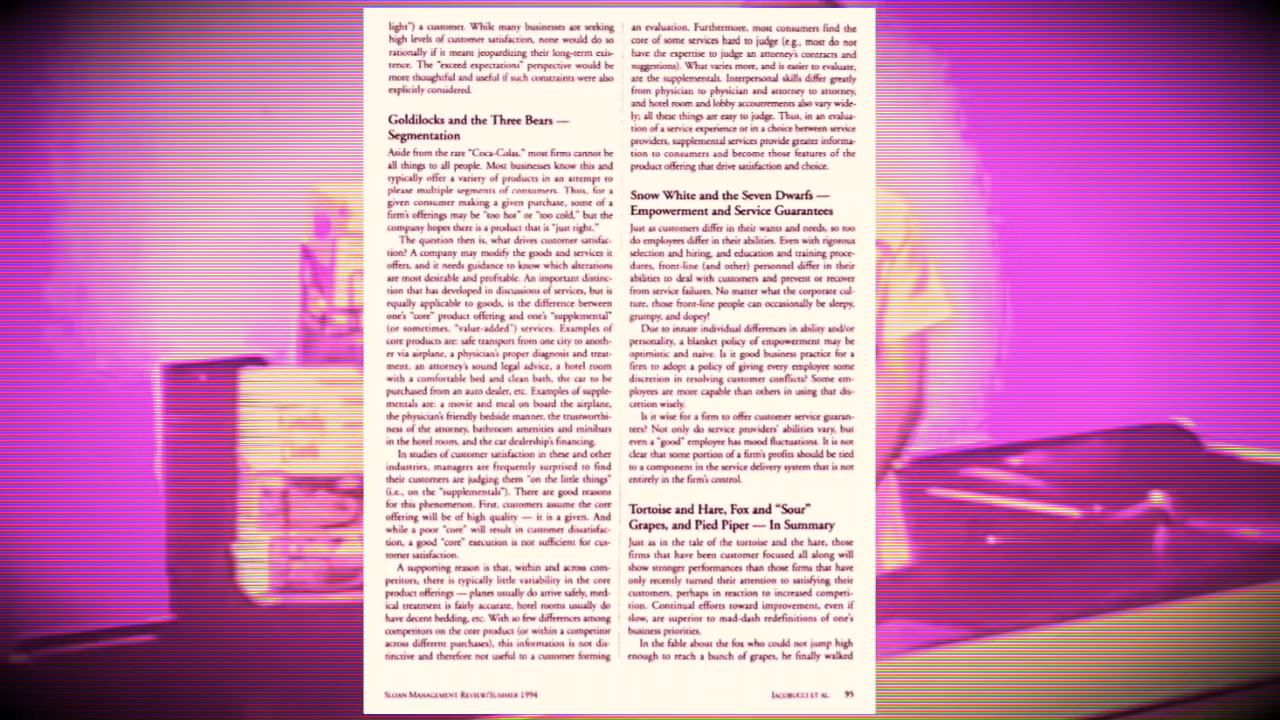 light") a customer. While many businesses are seeking
high levels of customer satisfaction, none would do so
rationally if it meant jeopardizing their long-term exis-
tence. The "exceed expectations" perspective would be
more thoughtful and useful if such constraints were also
explicitly considered.
Goldilocks and the Three Bears —
Segmentation
Aside from the rare "Coca-Colas," most firms cannot be
all things to all people. Most businesses know this and
typically offer a variety of products in an attempt to
please multiple segments of consumers. Thus, for a
given consumer making a given purchase, some of a
firm's offerings may be "too hot" or "too cold," but the
company hopes there is a product that is "just right."
The question then is, what drives customer satisfac-
tion? A company may modify the goods and services it
offers, and it needs guidance to know which alterations
are most desirable and profitable. An important distinc-
tion that has developed in discussions of services, but is
equally applicable to goods, is the difference between
one's "core" product offering and one's "supplemental"
(or sometimes, "value-added") services. Examples of
core products are: safe transport from one city to anoth-
er via airplane, a physician's proper diagnosis and treat-
ment, an attorney's sound legal advice, a hotel room
with a comfortable bed and clean bath, the car to be
purchased from an auto dealer, etc. Examples of supple-
mentals are: a movie and meal on board the airplane,
the physician's friendly bedside manner, the trustworthi-
ness of the attorney, bathroom amenities and minibars
in the hotel room, and the car dealership's financing.
In studies of customer satisfaction in these and other
industries, managers are frequently surprised to find
their customers are judging them "on the little things"
(i.e., on the "supplementals"). There are good reasons
for this phenomenon. First, customers assume the core
offering will be of high quality — it is a given. And
while a poor "core" will result in customer dissatisfac-
tion, a good "core" execution is not sufficient for cus-
tomer satisfaction.
A supporting reason is that, within and across com-
petitors, there is typically little variability in the core
product offerings — planes usually do arrive safely, med-
ical treatment is fairly accurate, hotel rooms usually do
have decent bedding, etc. With so few differences among
competitors on the core product (or within a competitor
across different purchases), this information is not dis-
tinctive and therefore not useful to a customer forming
an evaluation. Furthermore, most consumers find the
core of some services hard to judge (e.g., most do not
have the expertise to judge an attorney's contracts and
suggestions). What varies more, and is easier to evaluate,
are the supplementals. Interpersonal skills differ greatly
from physician to physician and attorney to attorney,
and hotel room and lobby accoutrements also vary wide-
ly; all these things are easy to judge. Thus, in an evalua-
tion of a service experience or in a choice between service
providers, supplemental services provide greater informa-
tion to consumers and become those features of the
product offering that drive satisfaction and choice.
Snow White and the Seven Dwarfs —
Empowerment and Service Guarantees
Just as customers differ in their wants and needs, so too
do employees differ in their abilities. Even with rigorous
selection and hiring, and education and training proce-
dures, front-line (and other) personnel differ in their
abilities to deal with customers and prevent or recover
from service failures. No matter what the corporate cul-
ture, those front-line people can occasionally be sleepy,
grumpy, and dopey!
Due to innate individual differences in ability and/or
personality, a blanket policy of empowerment may be
optimistic and naive. Is it good business practice for a
firm to adopt a policy of giving every employee some
discretion in resolving customer conflicts? Some em-
ployees are more capable than others in using that dis-
cretion wisely.
Is it wise for a firm to offer customer service guaran-
tees? Not only do service providers' abilities vary, but
even a "good" employee has mood fluctuations. It is not
clear that some portion of a firm's profits should be tied
to a component in the service delivery system that is not
entirely in the firm's control.
Tortoise and Hare, Fox and "Sour"
Grapes, and Pied Piper — In Summary
Just as in the tale of the tortoise and the hare, those
firms that have been customer focused all along will
show stronger performances than those firms that have
only recently turned their attention to satisfying their
customers, perhaps in reaction to increased competi-
tion. Continual efforts toward improvement, even if
slow, are superior to mad-dash redefinitions of one's
business priorities.
In the fable about the fox who could not jump high
enough to reach a bunch of grapes, he finally walked
SLOAN MANAGEMENT REVIEW/SUMMER 1994
IACOBUCCI ET AL. 95